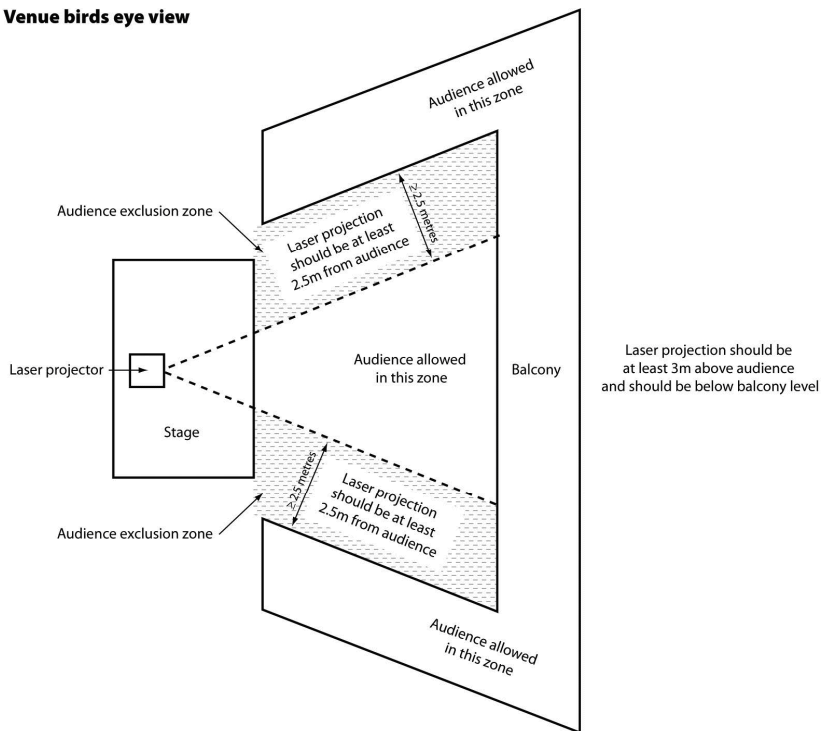 Venue birds eye view
Audience allowed
in this zone
≥ 2.5 metres
Audience exclusion zone
Laser projection
should be at least
2.5m from audience
Laser projector
Audience allowed
in this zone
Balcony
Laser projection should be
at least 3m above audience
and should be below balcony level
Stage
≥ 2.5 metres
Laser projection
should be at least
2.5m from audience
Audience exclusion zone
Audience allowed
in this zone